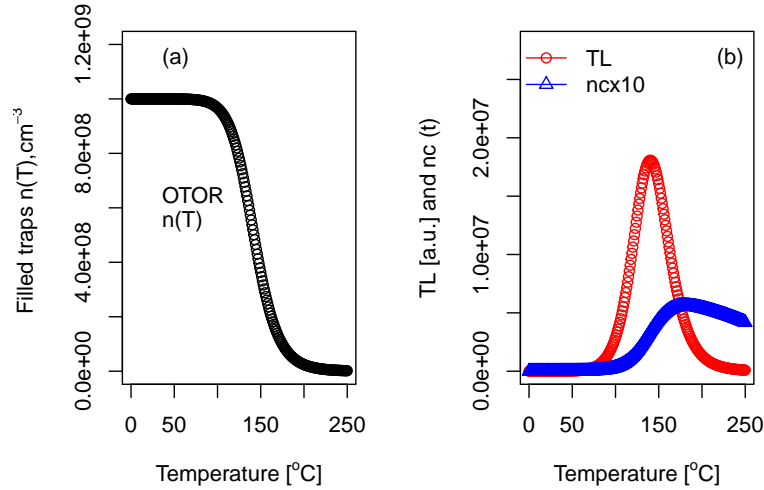 (a)
Filled traps n(T),cm⁻³
1.2e+09
8.0e+08
4.0e+08
0.0e+00
OTOR
n(T)
0 50 150 250
Temperature [°C]
(b)
TL
ncx10
TL [a.u.] and nc (t)
2.0e+07
1.0e+07
0.0e+00
0 50 150 250
Temperature [°C]